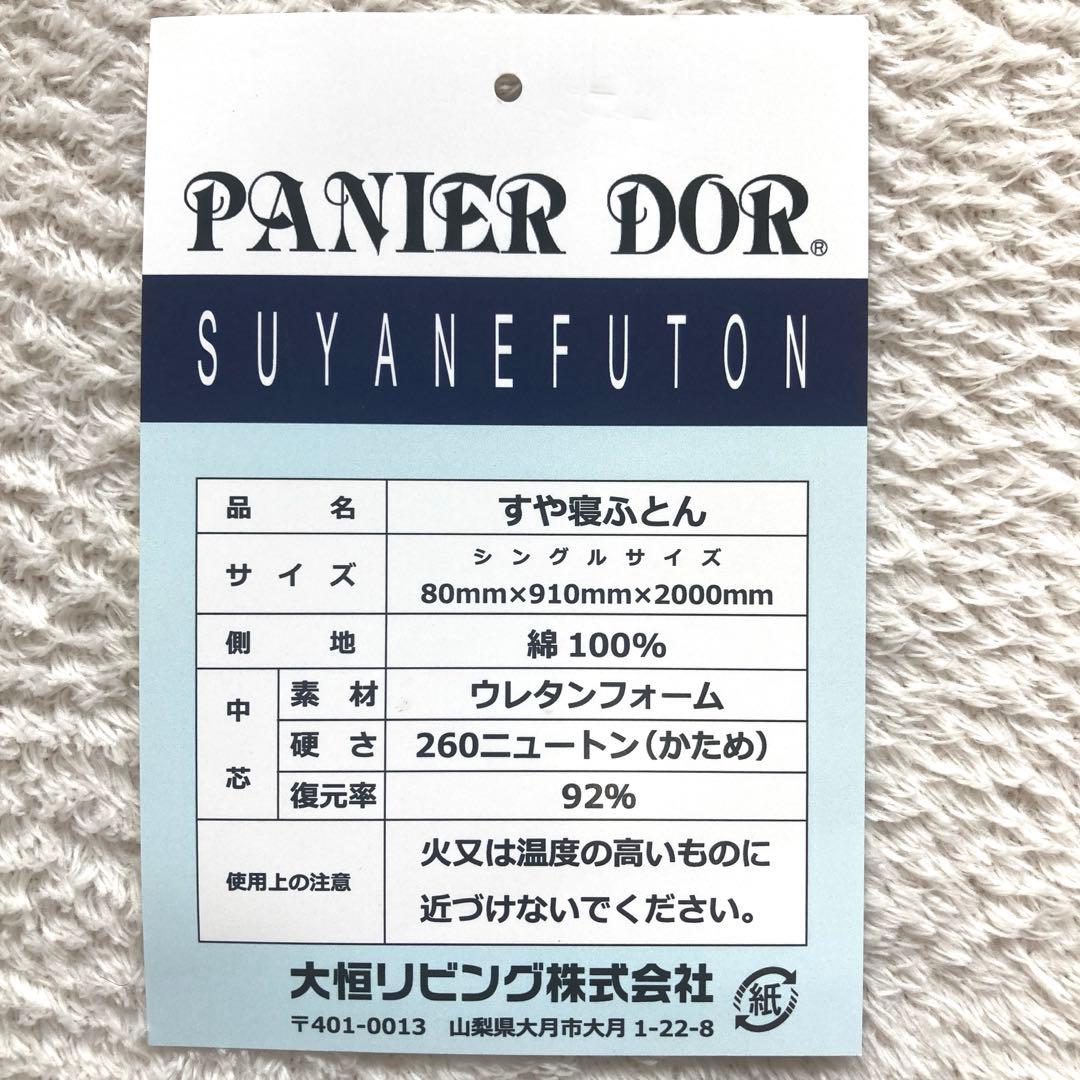 PANIER DOR®
SUYANEFUTON
品名 すや寝ふとん
サイズ シングルサイズ
80mm×910mm×2000mm
側地 綿100%
中芯
素材 ウレタンフォーム
硬さ 260ニュートン(かため)
復元率 92%
使用上の注意
火又は温度の高いものに
近づけないでください。
大恒リビング株式会社
紙
〒401-0013 山梨県大月市大月1-22-8